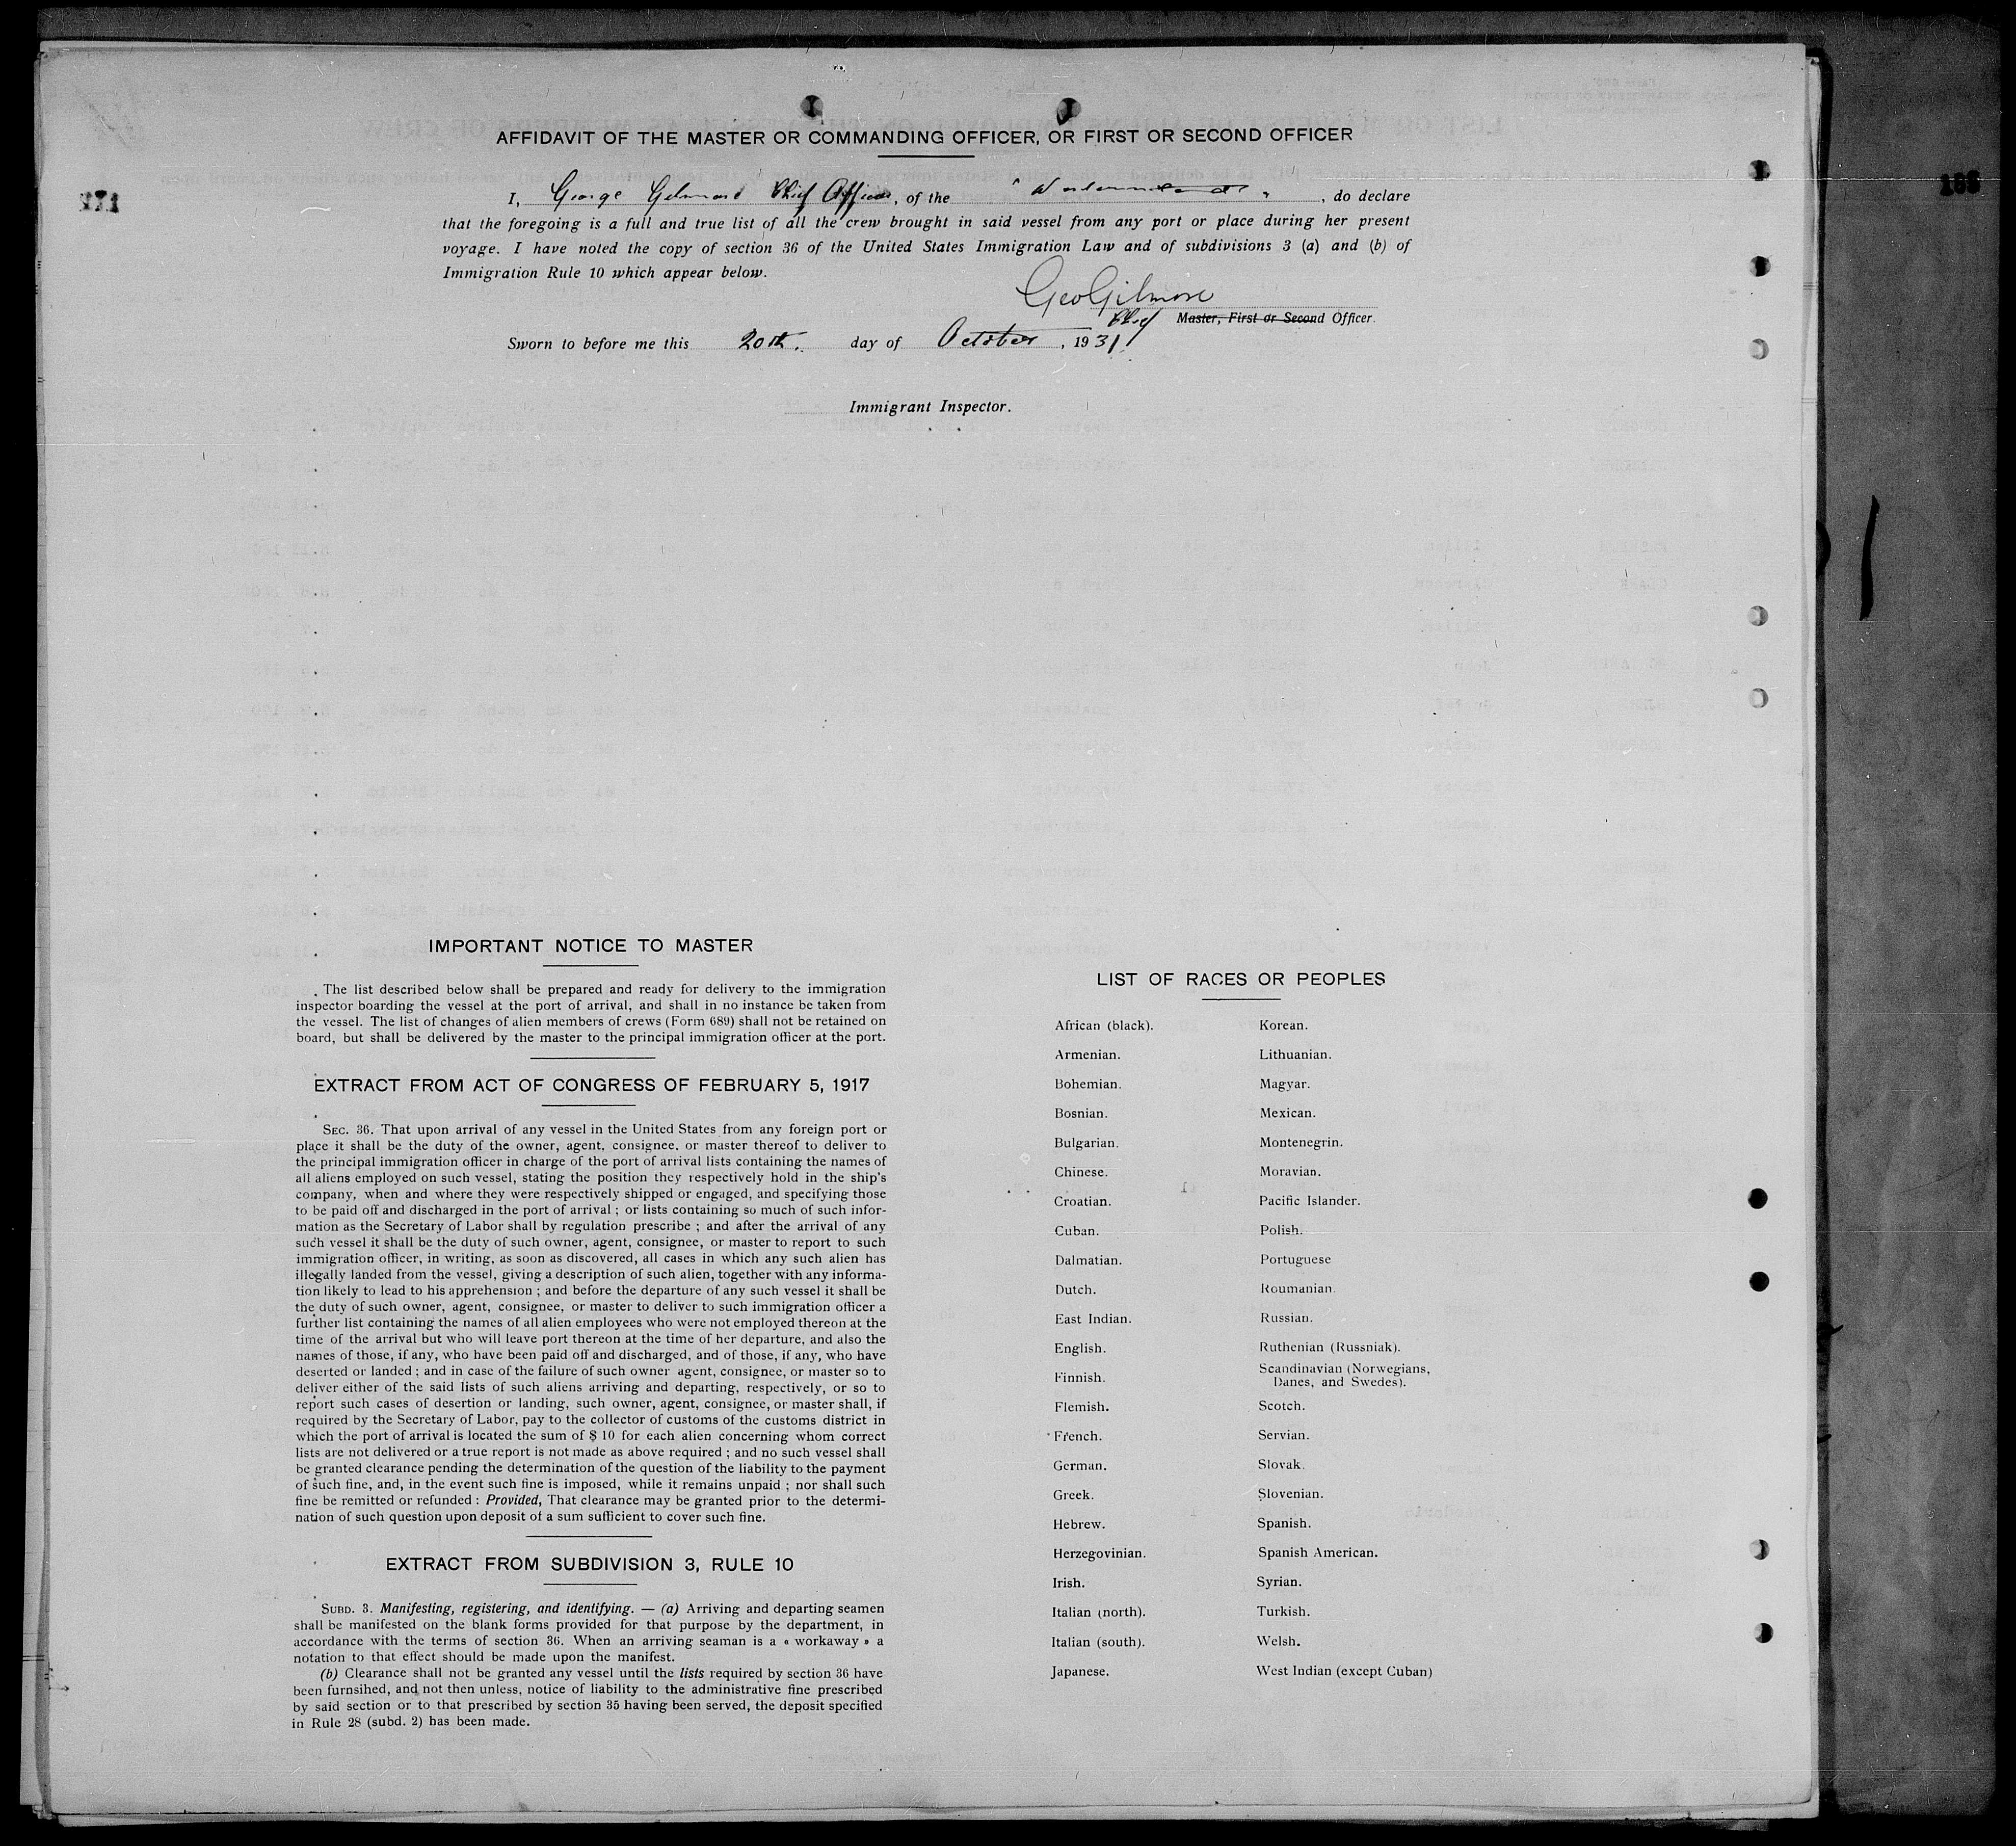 AFFIDAVIT OF THE MASTER OR COMMANDING OFFICER, OR FIRST OR SECOND OFFICER
I, George Gilmore Chief Officer, of the " , do declare
that the foregoing is a full and true list of all the crew brought in said vessel from any port or place during her present
voyage. I have noted the copy of section 36 of the United States Immigration Law and of subdivisions 3 (a) and (b) of
Immigration Rule 10 which appear below.
Geo Gilmore
Chief Master, First or Second Officer.
Sworn to before me this 20th. day of October, 1931.
Immigrant Inspector.
IMPORTANT NOTICE TO MASTER
The list described below shall be prepared and ready for delivery to the immigration
inspector boarding the vessel at the port of arrival, and shall in no instance be taken from
the vessel. The list of changes of alien members of crews (Form 689) shall not be retained on
board, but shall be delivered by the master to the principal immigration officer at the port.
EXTRACT FROM ACT OF CONGRESS OF FEBRUARY 5, 1917
SEC. 36. That upon arrival of any vessel in the United States from any foreign port or
place it shall be the duty of the owner, agent, consignee, or master thereof to deliver to
the principal immigration officer in charge of the port of arrival lists containing the names of
all aliens employed on such vessel, stating the position they respectively hold in the ship's
company, when and where they were respectively shipped or engaged, and specifying those
to be paid off and discharged in the port of arrival ; or lists containing so much of such infor-
mation as the Secretary of Labor shall by regulation prescribe ; and after the arrival of any
such vessel it shall be the duty of such owner, agent, consignee, or master to report to such
immigration officer, in writing, as soon as discovered, all cases in which any such alien has
illegally landed from the vessel, giving a description of such alien, together with any informa-
tion likely to lead to his apprehension ; and before the departure of any such vessel it shall be
the duty of such owner, agent, consignee, or master to deliver to such immigration officer a
further list containing the names of all alien employees who were not employed thereon at the
time of the arrival but who will leave port thereon at the time of her departure, and also the
names of those, if any, who have been paid off and discharged, and of those, if any, who have
deserted or landed ; and in case of the failure of such owner agent, consignee, or master so to
deliver either of the said lists of such aliens arriving and departing, respectively, or so to
report such cases of desertion or landing, such owner, agent, consignee, or master shall, if
required by the Secretary of Labor, pay to the collector of customs of the customs district in
which the port of arrival is located the sum of $ 10 for each alien concerning whom correct
lists are not delivered or a true report is not made as above required ; and no such vessel shall
be granted clearance pending the determination of the question of the liability to the payment
of such fine, and, in the event such fine is imposed, while it remains unpaid ; nor shall such
fine be remitted or refunded : Provided, That clearance may be granted prior to the determi-
nation of such question upon deposit of a sum sufficient to cover such fine.
EXTRACT FROM SUBDIVISION 3, RULE 10
SUBD. 3. Manifesting, registering, and identifying. — (a) Arriving and departing seamen
shall be manifested on the blank forms provided for that purpose by the department, in
accordance with the terms of section 36. When an arriving seaman is a « workaway » a
notation to that effect should be made upon the manifest.
(b) Clearance shall not be granted any vessel until the lists required by section 36 have
been furnsihed, and not then unless, notice of liability to the administrative fine prescribed
by said section or to that prescribed by section 35 having been served, the deposit specified
in Rule 28 (subd. 2) has been made.
LIST OF RACES OR PEOPLES
African (black).
Armenian.
Bohemian.
Bosnian.
Bulgarian.
Chinese.
Croatian.
Cuban.
Dalmatian.
Dutch.
East Indian.
English.
Finnish.
Flemish.
French.
German.
Greek.
Hebrew.
Herzegovinian.
Irish.
Italian (north).
Italian (south).
Japanese.
Korean.
Lithuanian.
Magyar.
Mexican.
Montenegrin.
Moravian.
Pacific Islander.
Polish.
Portuguese
Roumanian.
Russian.
Ruthenian (Russniak).
Scandinavian (Norwegians,
Danes, and Swedes).
Scotch.
Servian.
Slovak.
Slovenian.
Spanish.
Spanish American.
Syrian.
Turkish.
Welsh.
West Indian (except Cuban)